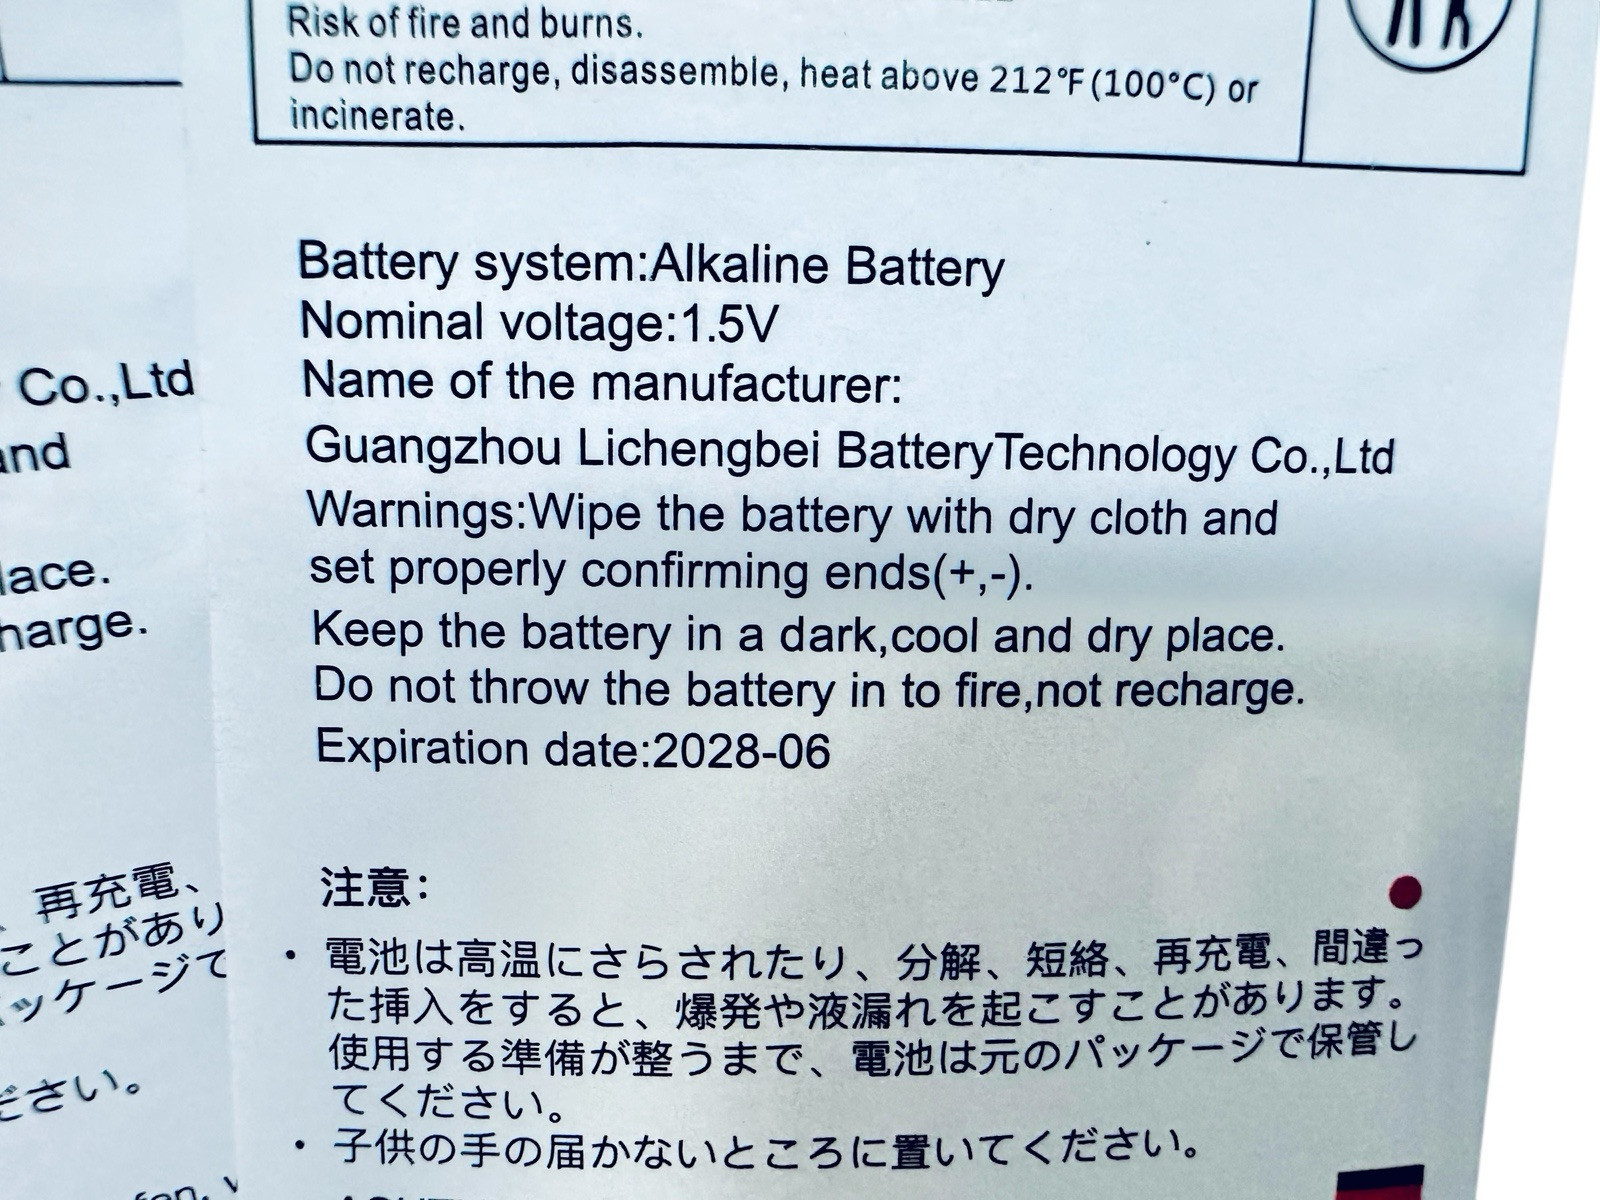 Risk of fire and burns.
Do not recharge, disassemble, heat above 212°F(100°C) or
incinerate.
Battery system:Alkaline Battery
Nominal voltage:1.5V
Name of the manufacturer:
Guangzhou Lichengbei BatteryTechnology Co.,Ltd
Warnings:Wipe the battery with dry cloth and
set properly confirming ends(+,-).
Keep the battery in a dark,cool and dry place.
Do not throw the battery in to fire,not recharge.
Expiration date:2028-06
注意:
・ 電池は高温にさらされたり、分解、短絡、再充電、間違っ
た挿入をすると、爆発や液漏れを起こすことがあります。
使用する準備が整うまで、電池は元のパッケージで保管し
てください。
・ 子供の手の届かないところに置いてください。
Co.,Ltd
and
lace.
harge.
再充電、
ことがあり
ッケージて
ださい。